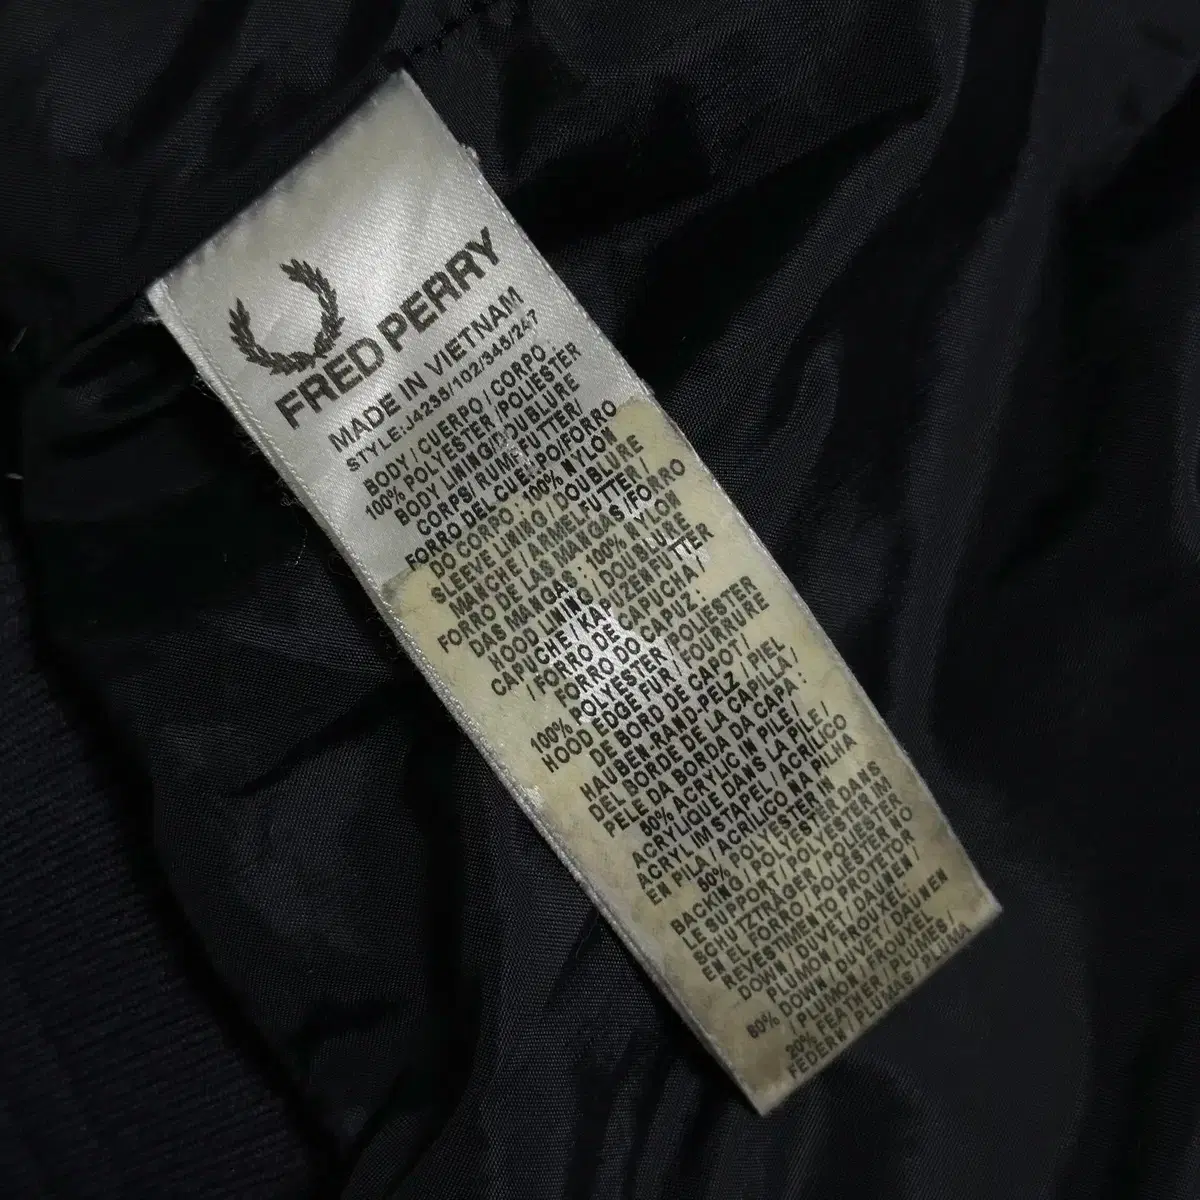 FRED PERRY
MADE IN VIETNAM
STYLE:J4235/102/345/247
BODY / CUERPO / CORPO :
100% POLYESTER /POLIESTER
BODY LINING/DOUBLURE
CORPS/ RUMPFFUTTER/
FORRO DEL CUERPO/FORRO
DO CORPO : 100% NYLON
SLEEVE LINING / DOUBLURE
MANCHE / ARMELFUTTER /
FORRO DE LAS MANGAS /FORRO
DAS MANGAS : 100% NYLON
HOOD LINING / DOUBLURE
CAPUCHE / KAPUZENFUTTER
/ FORRO DE CAPUCHA /
FORRO DO CAPUZ :
100% POLYESTER /POLIESTER
HOOD EDGE FUR / FOURRURE
DE BORD DE CAPOT /
HAUBEN-RAND-PELZ / PIEL
DEL BORDE DE LA CAPILLA /
PELE DA BORDA DA CAPA :
50% ACRYLIC IN PILE /
ACRYLIQUE DANS LA PILE /
ACRYL IM STAPEL / ACRILICO
EN PILA / ACRILICO NA PILHA
50% POLYESTER IN
BACKING / POLYESTER DANS
LE SUPPORT / POLYESTER IM
SCHUTZTRÄGER / POLIESTER
EN EL FORRO / POLIÉSTER NO
REVESTIMENTO PROTETOR
DOWN / DUVET / DAUNEN /
PLUMON / FROUXEL:
80% DOWN / DUVET / DAUNEN
/ PLUMON / FROUXEL
20% FEATHER / PLUMES /
FEDERN / PLUMAS / PLUMA